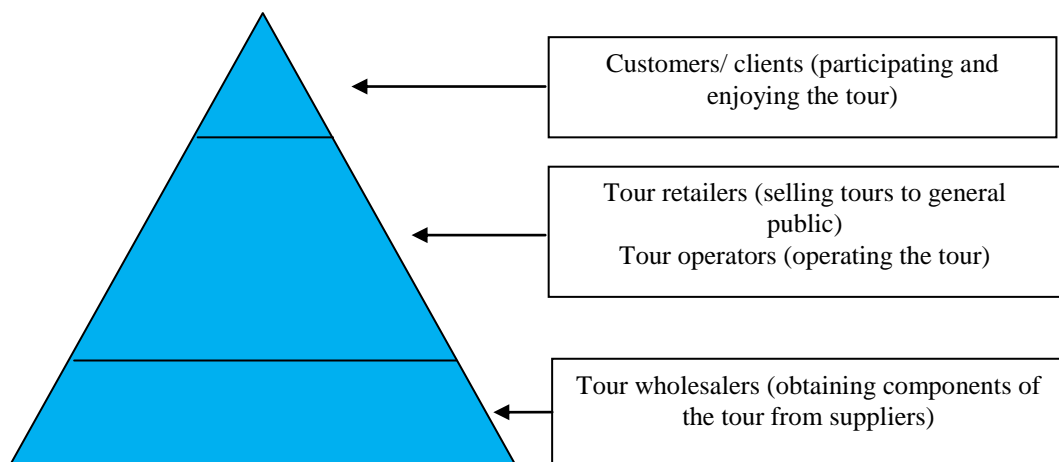 Customers/ clients (participating and
enjoying the tour)
Tour retailers (selling tours to general
public)
Tour operators (operating the tour)
Tour wholesalers (obtaining components of
the tour from suppliers)